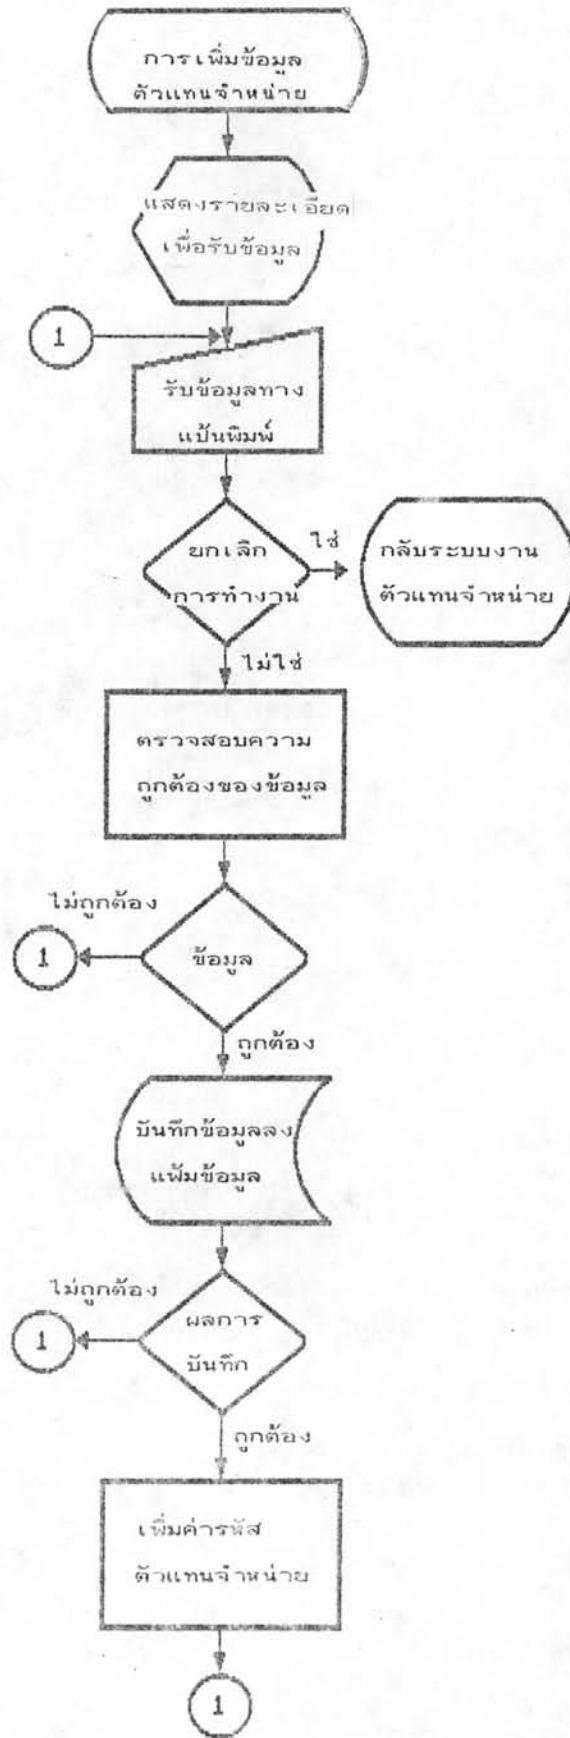 การเพิ่มข้อมูล
ตัวแทนจำหน่าย
แสดงรายละเอียด
เพื่อรับข้อมูล
1
รับข้อมูลทาง
แป้นพิมพ์
ยกเลิก
การทำงาน
ใช่
กลับระบบงาน
ตัวแทนจำหน่าย
ไม่ใช่
ตรวจสอบความ
ถูกต้องของข้อมูล
ไม่ถูกต้อง
1
ข้อมูล
ถูกต้อง
บันทึกข้อมูลลง
แฟ้มข้อมูล
ไม่ถูกต้อง
1
ผลการ
บันทึก
ถูกต้อง
เพิ่มค่ารหัส
ตัวแทนจำหน่าย
1